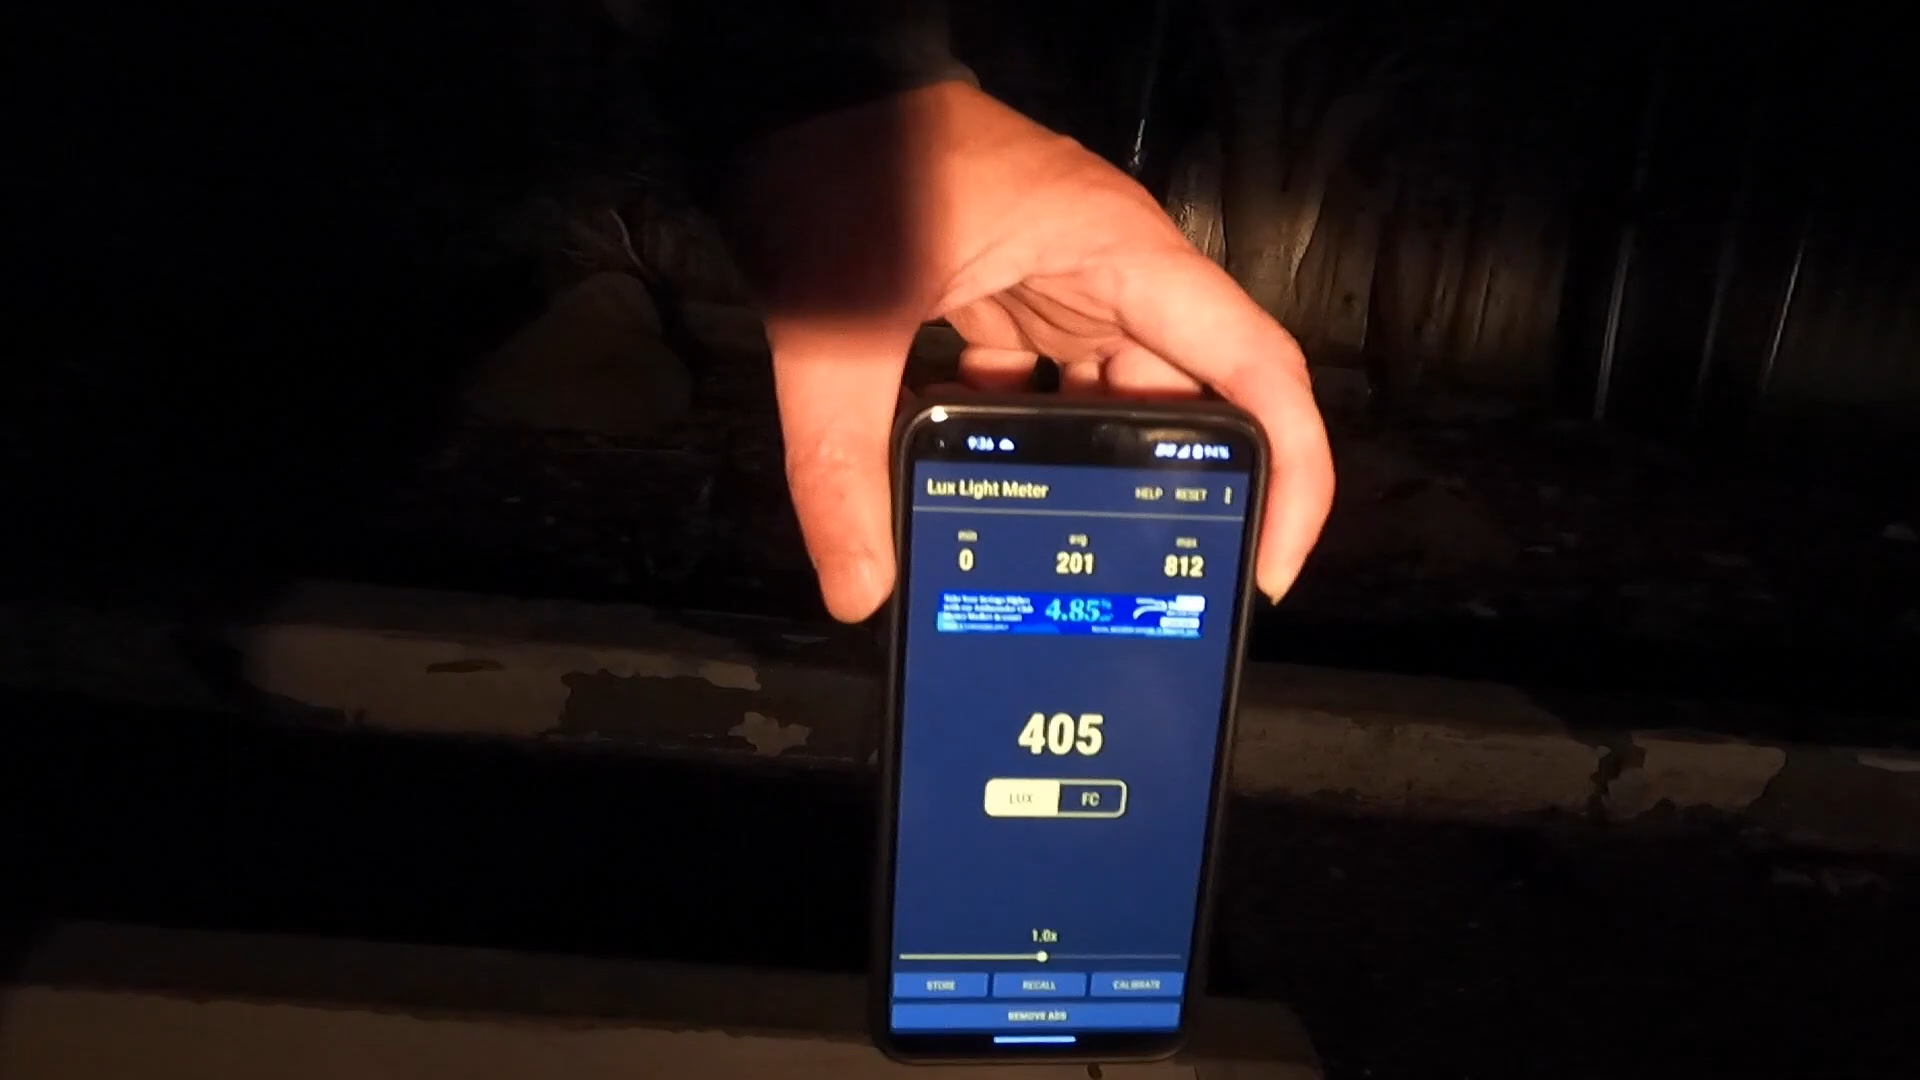 9:36 94%
Lux Light Meter HELP RESET
min avg max
0 201 812
4.85%
405
LUX FC
1.0x
STORE RECALL CALIBRATE
REMOVE ADS